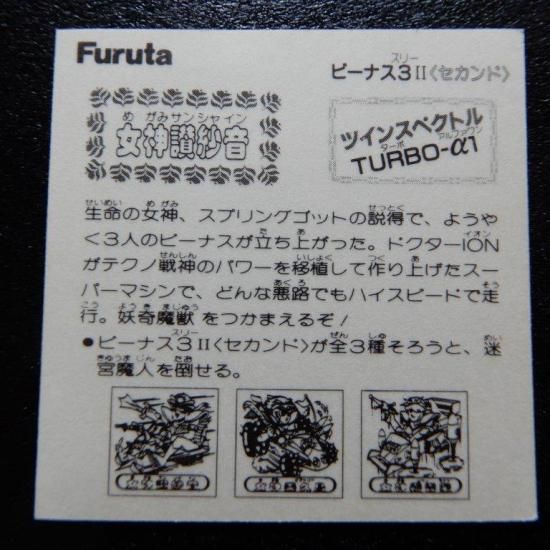 Furuta
ビーナス3II〈セカンド〉
女神讃紗音
ツインスペクトル
TURBO-α1
生命の女神、スプリングゴットの説得で、ようや
く3人のビーナスが立ち上がった。ドクターION
がテクノ戦神のパワーを移植して作り上げたスー
パーマシンで、どんな悪路でもハイスピードで走
行。妖奇魔獣をつかまえるぞ!
●ビーナス3II〈セカンド〉が全3種そろうと、迷
宮魔人を倒せる。